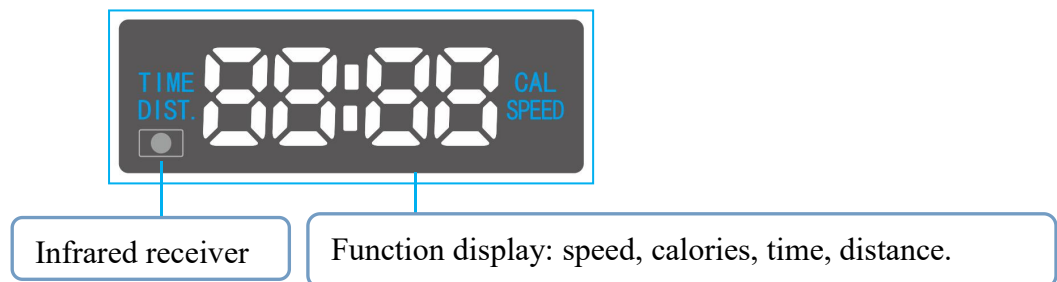 TIME
88:88
CAL
DIST.
SPEED
Infrared receiver
Function display: speed, calories, time, distance.